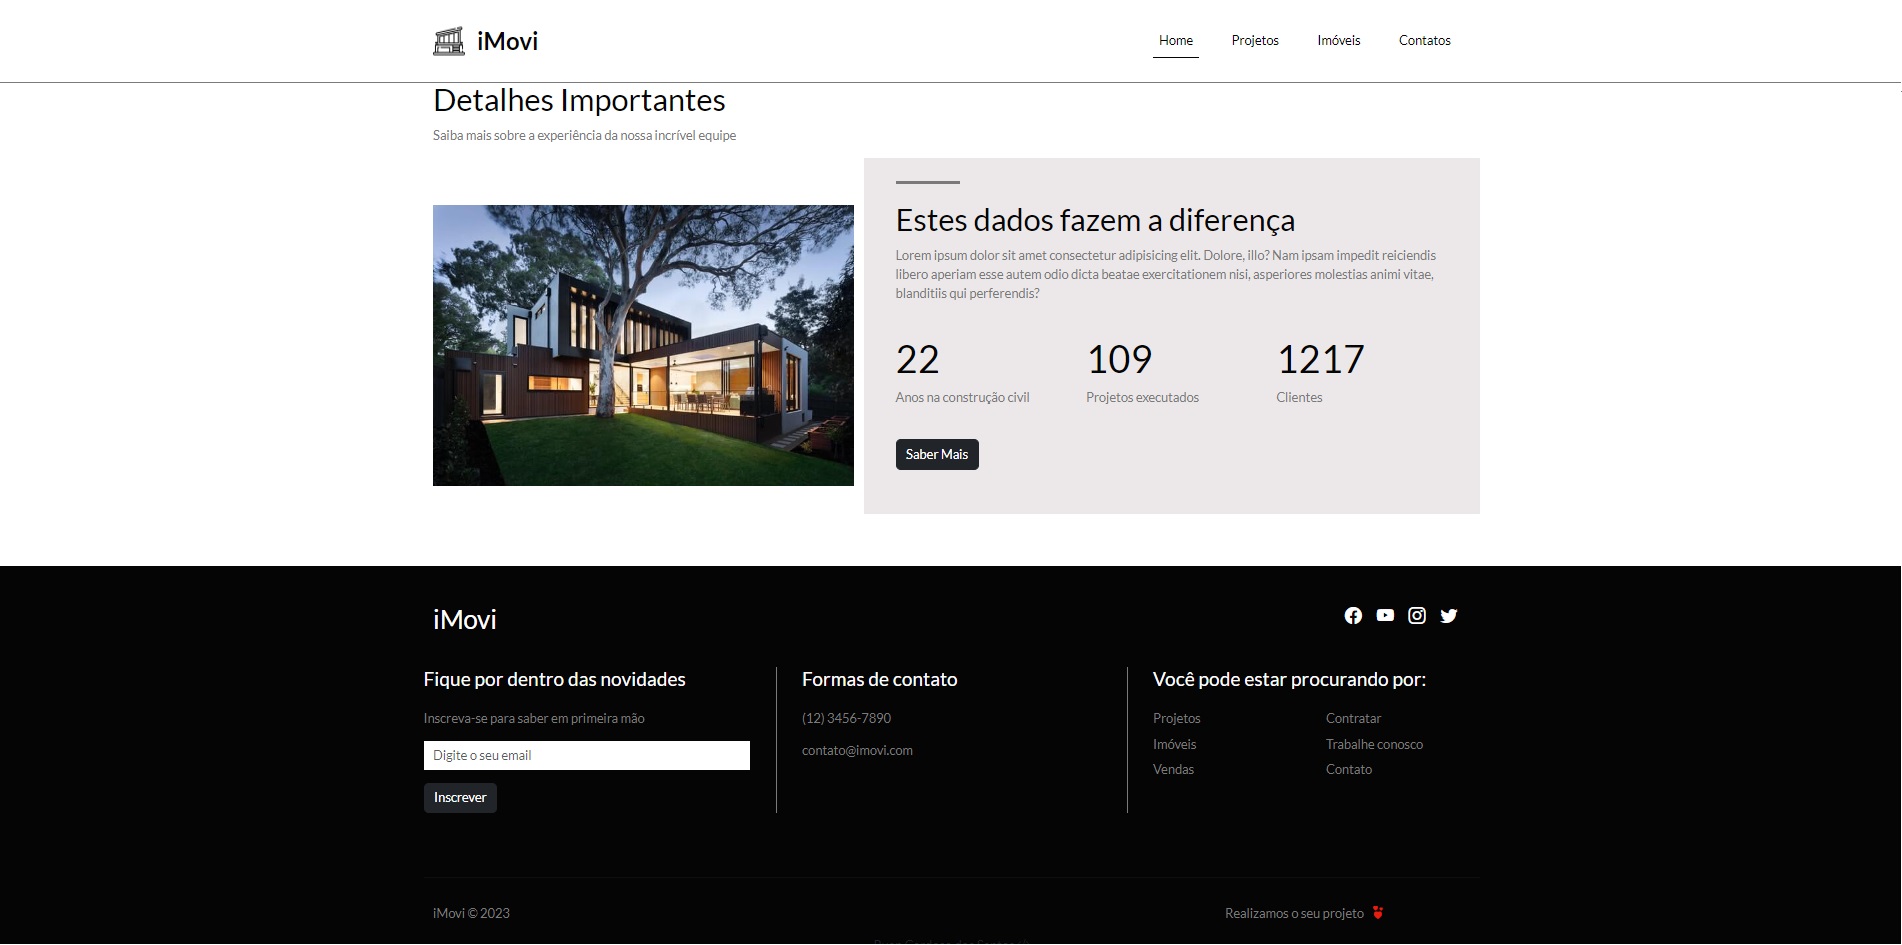 iMovi
Home
Projetos
Imóveis
Contatos
Detalhes Importantes
Saiba mais sobre a experiência da nossa incrível equipe
Estes dados fazem a diferença
Lorem ipsum dolor sit amet consectetur adipisicing elit. Dolore, illo? Nam ipsam impedit reiciendis
libero aperiam esse autem odio dicta beatae exercitationem nisi, asperiores molestias animi vitae,
blanditiis qui perferendis?
22
Anos na construção civil
109
Projetos executados
1217
Clientes
Saber Mais
iMovi
Fique por dentro das novidades
Inscreva-se para saber em primeira mão
Digite o seu email
Inscrever
Formas de contato
(12) 3456-7890
contato@imovi.com
Você pode estar procurando por:
Projetos
Imóveis
Vendas
Contratar
Trabalhe conosco
Contato
iMovi © 2023
Realizamos o seu projeto